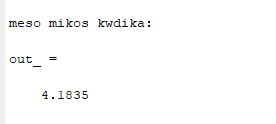 meso mikos kwdika:
out_ =
4.1835